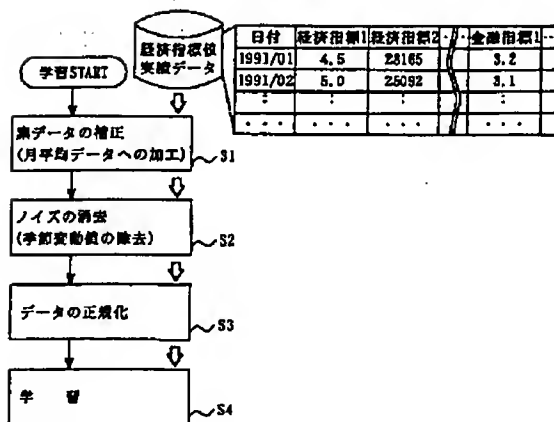 経済指標値
実績データ
学習START
日付 経済指標1 経済指標2 ・・ 金融指標1 ・・
1991/01 4.5 23165 3.2
1991/02 5.0 25092 3.1
: : : :
・・・ ・・・ ・・・ ・・・
素データの補正
(月平均データへの加工)
S1
ノイズの消去
(季節変動値の除去)
S2
データの正規化
S3
学 習
S4